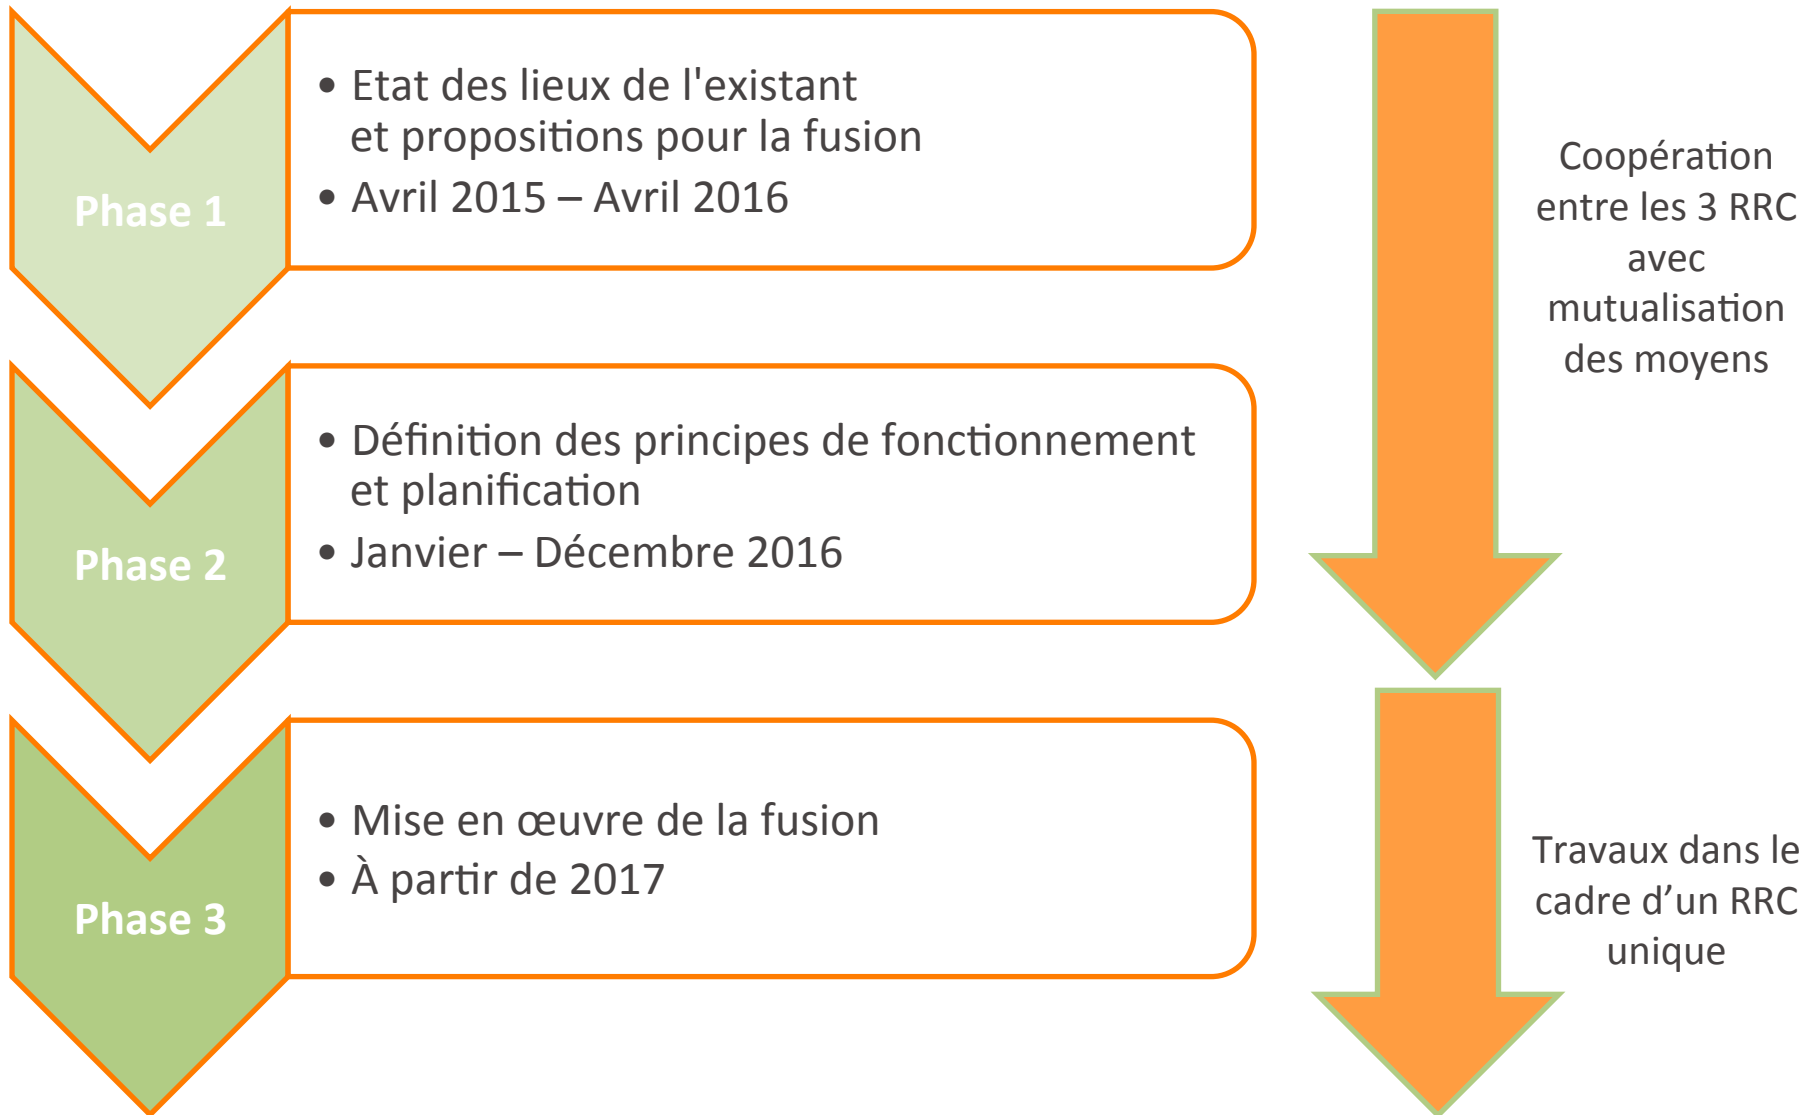 Phase 1
• Etat des lieux de l'existant
et propositions pour la fusion
• Avril 2015 – Avril 2016
Phase 2
• Définition des principes de fonctionnement
et planification
• Janvier – Décembre 2016
Phase 3
• Mise en œuvre de la fusion
• À partir de 2017
Coopération
entre les 3 RRC
avec
mutualisation
des moyens
Travaux dans le
cadre d’un RRC
unique